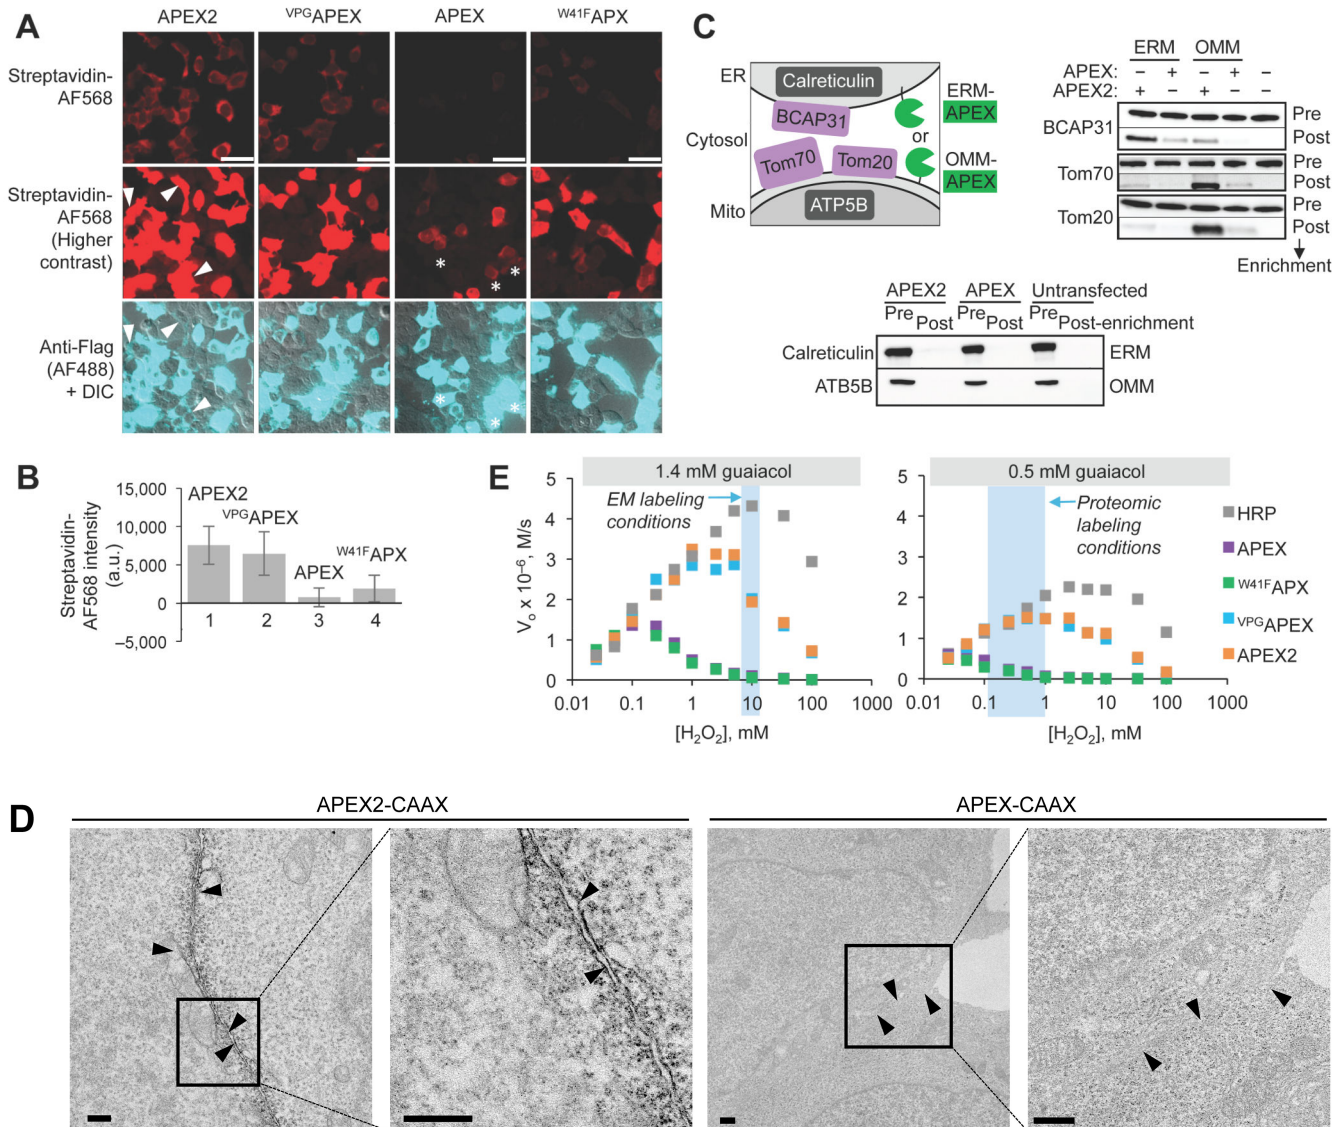 A
APEX2
VPGAPEX
APEX
W41FAPX
Streptavidin-
AF568
Streptavidin-
AF568
(Higher
contrast)
*
*
*
Anti-Flag
(AF488)
+ DIC
*
*
*
B
15,000
10,000
5,000
0
–5,000
Streptavidin-
AF568 intensity
(a.u.)
APEX2
VPGAPEX
APEX
W41FAPX
1 2 3 4
C
ER
Calreticulin
BCAP31
Cytosol
Tom70
Tom20
Mito
ATP5B
ERM-
APEX
or
OMM-
APEX
ERM OMM
APEX: – + – + –
APEX2: + – + – –
BCAP31
Pre
Post
Tom70
Pre
Post
Tom20
Pre
Post
Enrichment
APEX2 APEX Untransfected
Pre Post Pre Post Pre Post-enrichment
Calreticulin ERM
ATB5B OMM
E
1.4 mM guaiacol
EM labeling
conditions
Vo x 10–6, M/s
5
4
3
2
1
0
0.01 0.1 1 10 100 1000
[H2O2], mM
0.5 mM guaiacol
Proteomic
labeling
conditions
5
4
3
2
1
0
0.01 0.1 1 10 100 1000
[H2O2], mM
HRP
APEX
W41FAPX
VPGAPEX
APEX2
D
APEX2-CAAX
APEX-CAAX